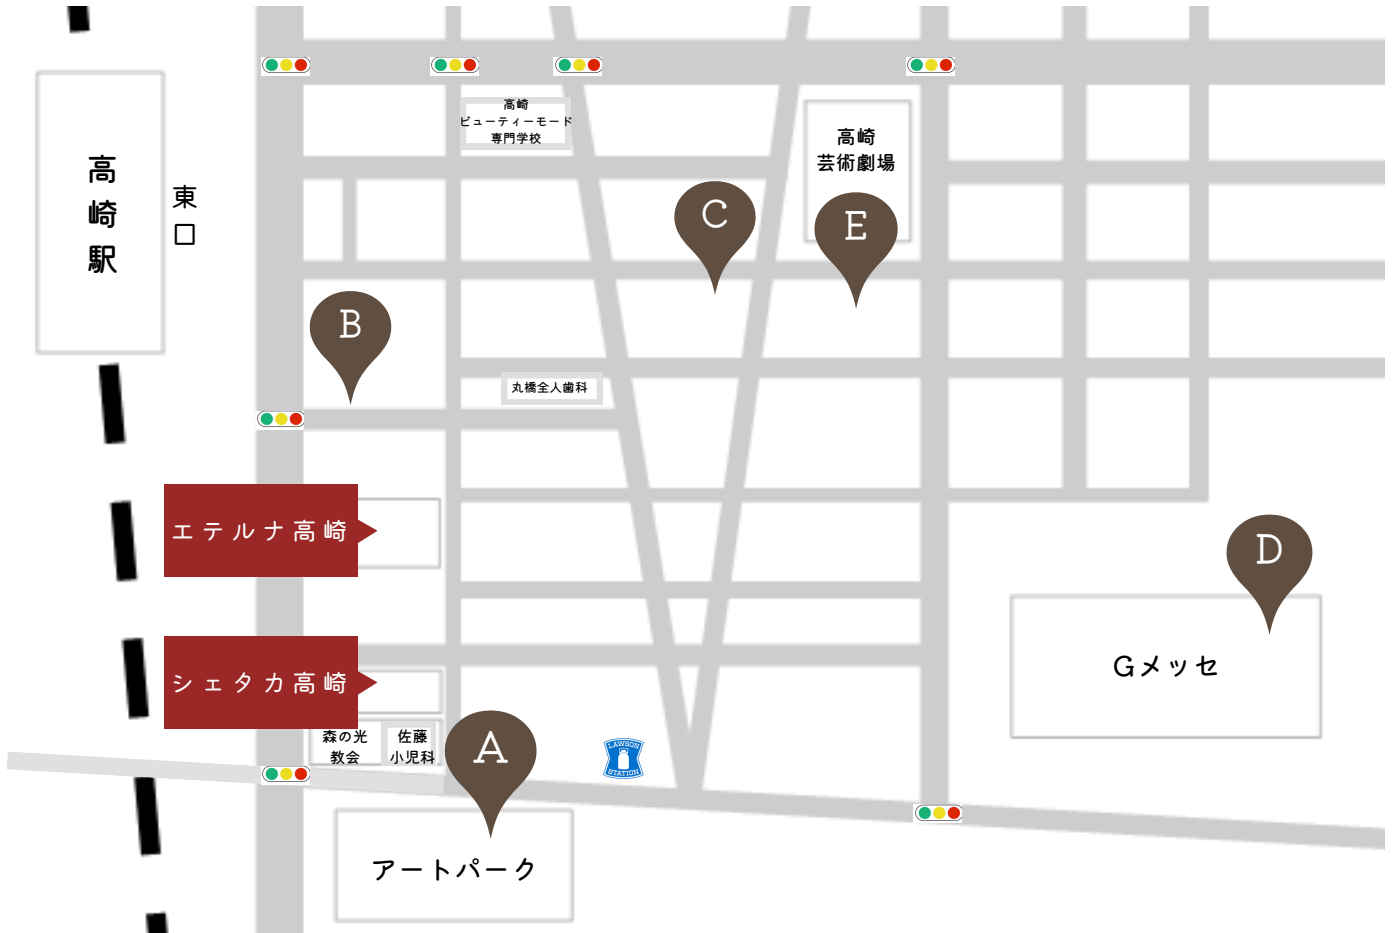 高崎
ビューティーモード
専門学校
高崎
芸術劇場
高崎駅
東口
C
E
B
丸橋全人歯科
エテルナ高崎
D
シェタカ高崎
Gメッセ
森の光
教会
佐藤
小児科
A
LAWSON
STATION
アートパーク